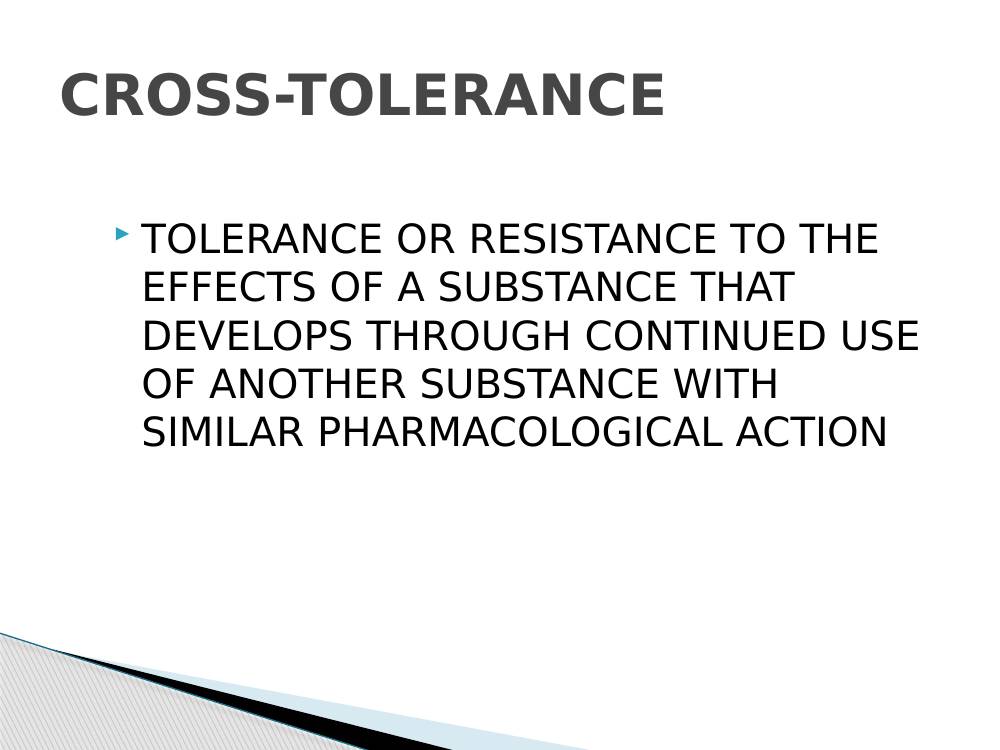 CROSS-TOLERANCE
TOLERANCE OR RESISTANCE TO THE
EFFECTS OF A SUBSTANCE THAT
DEVELOPS THROUGH CONTINUED USE
OF ANOTHER SUBSTANCE WITH
SIMILAR PHARMACOLOGICAL ACTION